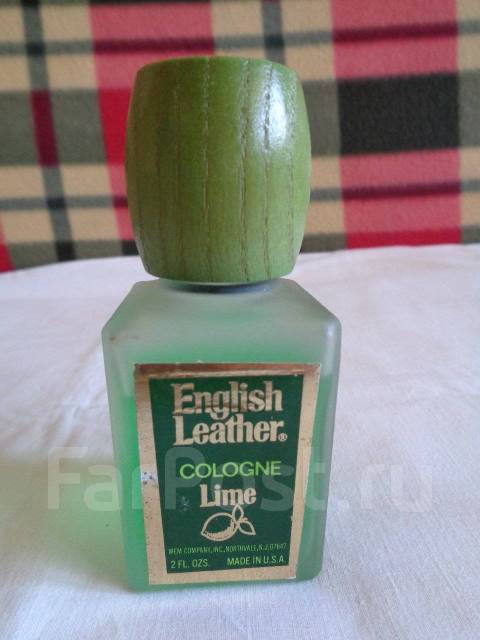 English
Leather®
COLOGNE
FarPost.ru
Lime
MEM COMPANY, INC., NORTHVALE, N.J. 07647
2 FL. OZS. MADE IN U.S.A.